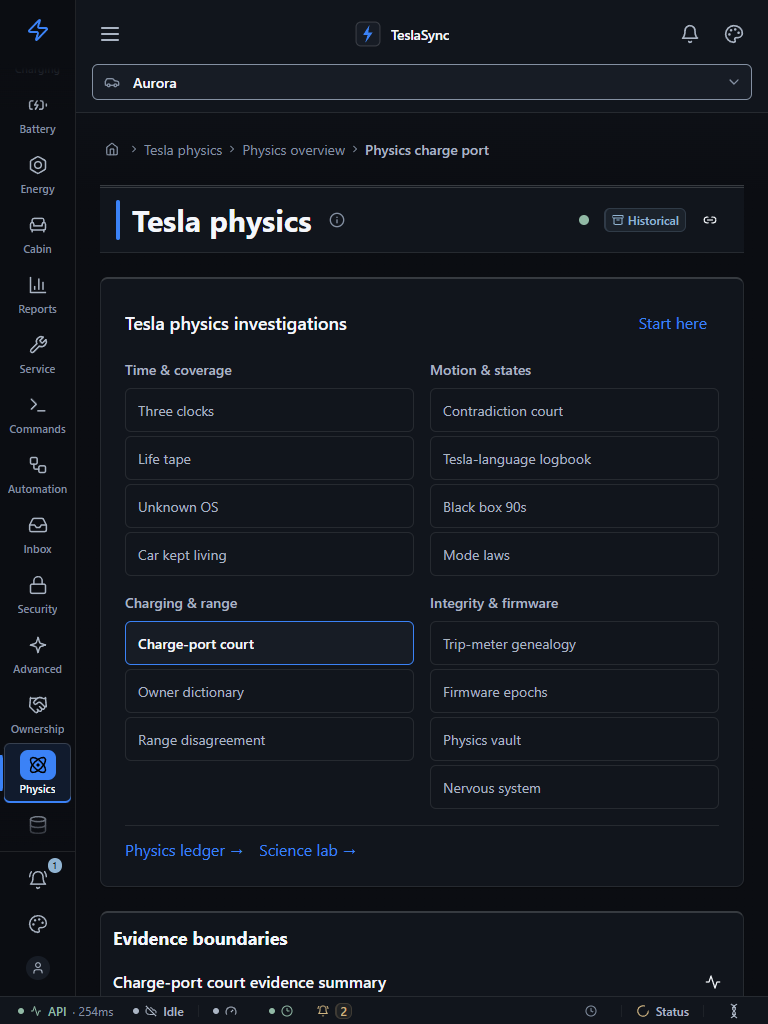 TeslaSync
Aurora
Tesla physics > Physics overview > Physics charge port
Tesla physics
Historical
Tesla physics investigations
Start here
Time & coverage
Three clocks
Life tape
Unknown OS
Car kept living
Motion & states
Contradiction court
Tesla-language logbook
Black box 90s
Mode laws
Charging & range
Charge-port court
Owner dictionary
Range disagreement
Integrity & firmware
Trip-meter genealogy
Firmware epochs
Physics vault
Nervous system
Physics ledger →
Science lab →
Evidence boundaries
Charge-port court evidence summary
Charging
Battery
Energy
Cabin
Reports
Service
Commands
Automation
Inbox
Security
Advanced
Ownership
Physics
1
API · 254ms
Idle
2
Status